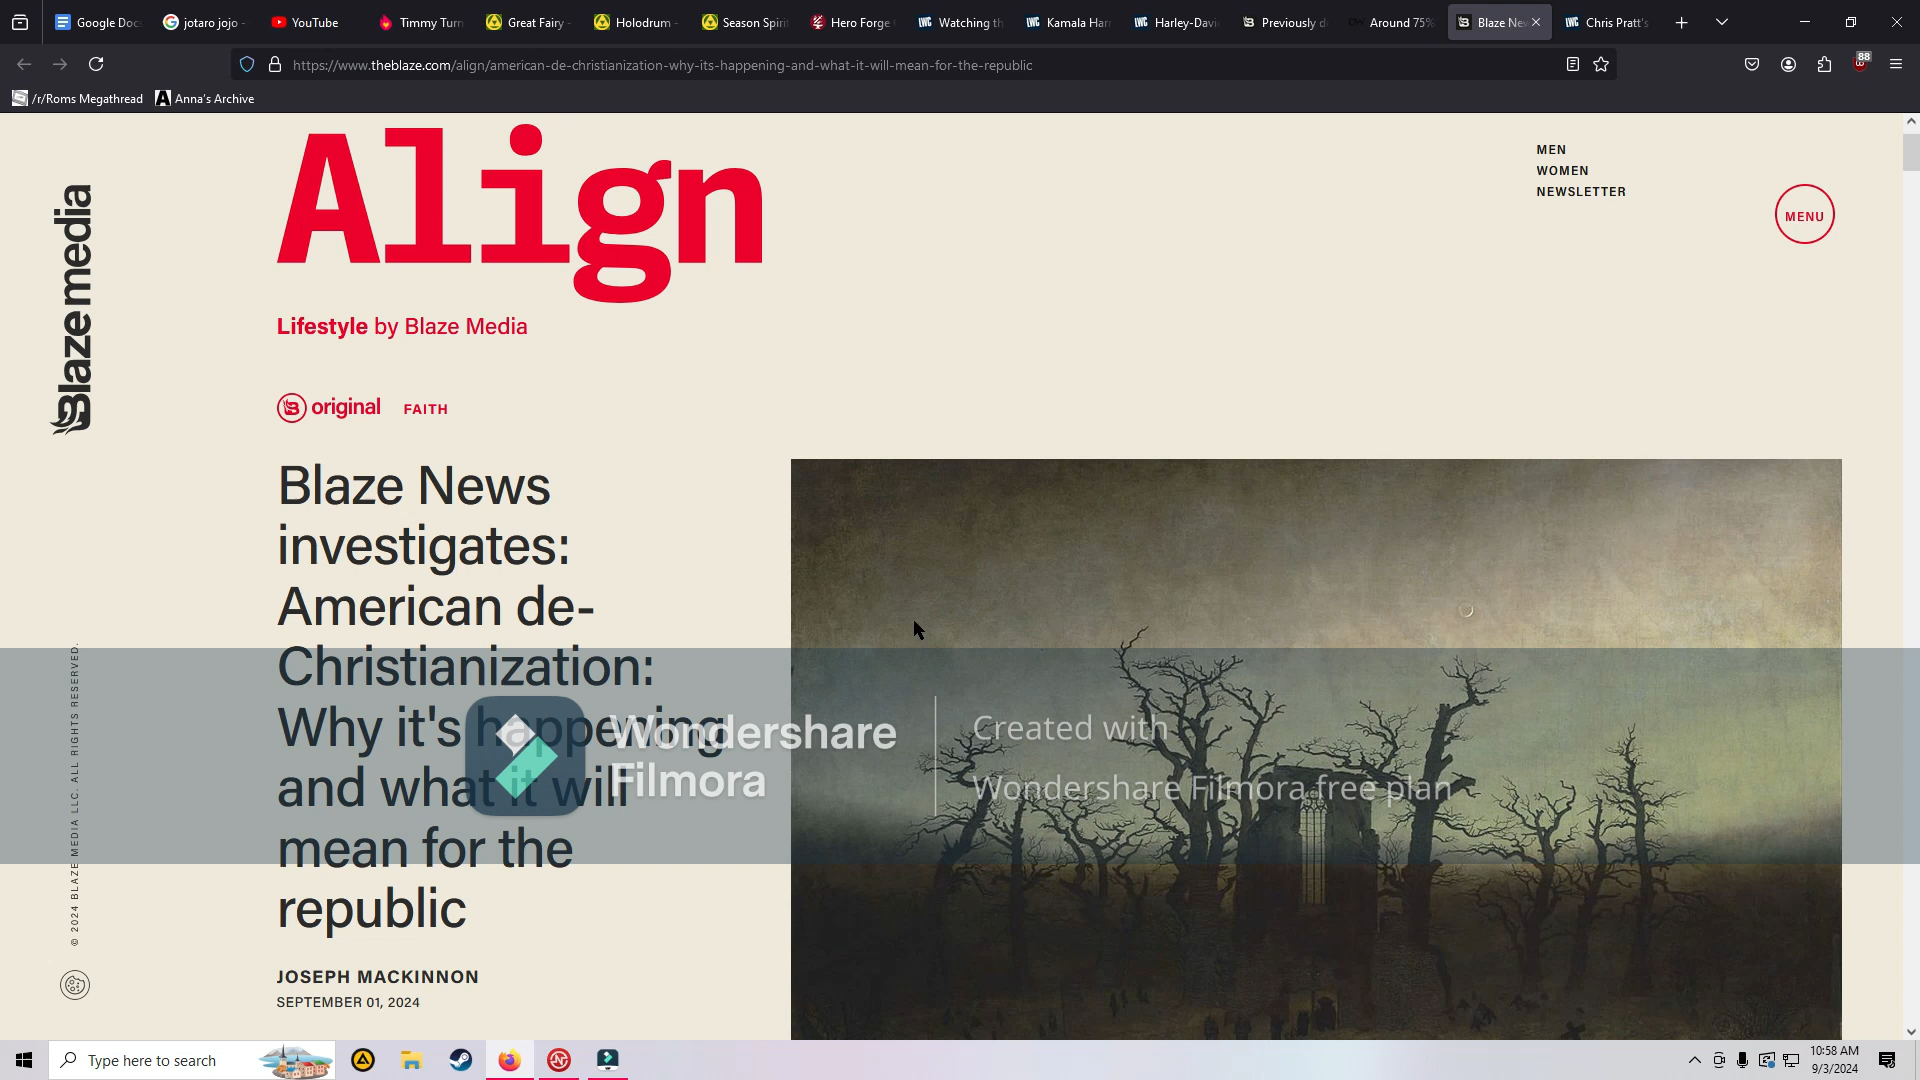 Google Doc
jotaro jojo -
YouTube
Timmy Turn
Great Fairy -
Holodrum -
Season Spiri
Hero Forge
Watching th
Kamala Har
Harley-Davi
Previously d
Around 75%
Blaze Ne
Chris Pratt's
https://www.theblaze.com/align/american-de-christianization-why-its-happening-and-what-it-will-mean-for-the-republic
88
/r/Roms Megathread
Anna's Archive
Blaze media
Align
MEN
WOMEN
NEWSLETTER
MENU
Lifestyle by Blaze Media
original FAITH
Blaze News
investigates:
American de-
Christianization:
Why it's happening
and what it will
mean for the
republic
JOSEPH MACKINNON
SEPTEMBER 01, 2024
© 2024 BLAZE MEDIA LLC. ALL RIGHTS RESERVED.
Wondershare
Filmora
Created with
Wondershare Filmora free plan
Type here to search
10:58 AM
9/3/2024